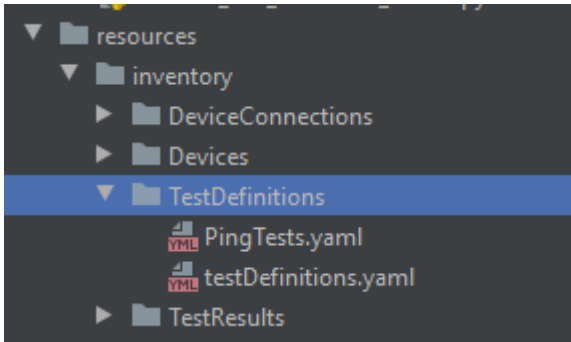 resources
inventory
DeviceConnections
Devices
TestDefinitions
YML PingTests.yaml
YML testDefinitions.yaml
TestResults